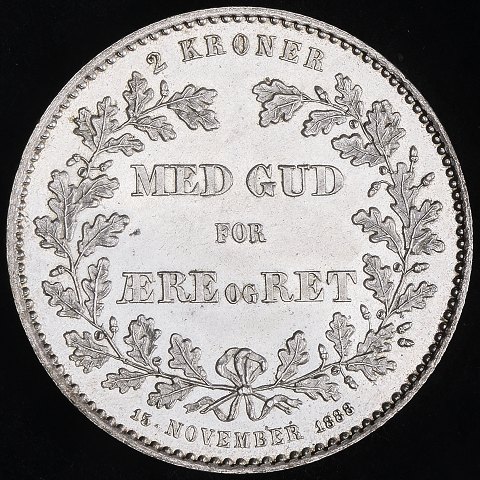 2 KRONER
MED GUD
FOR
ÆRE OG RET
15. NOVEMBER 1888